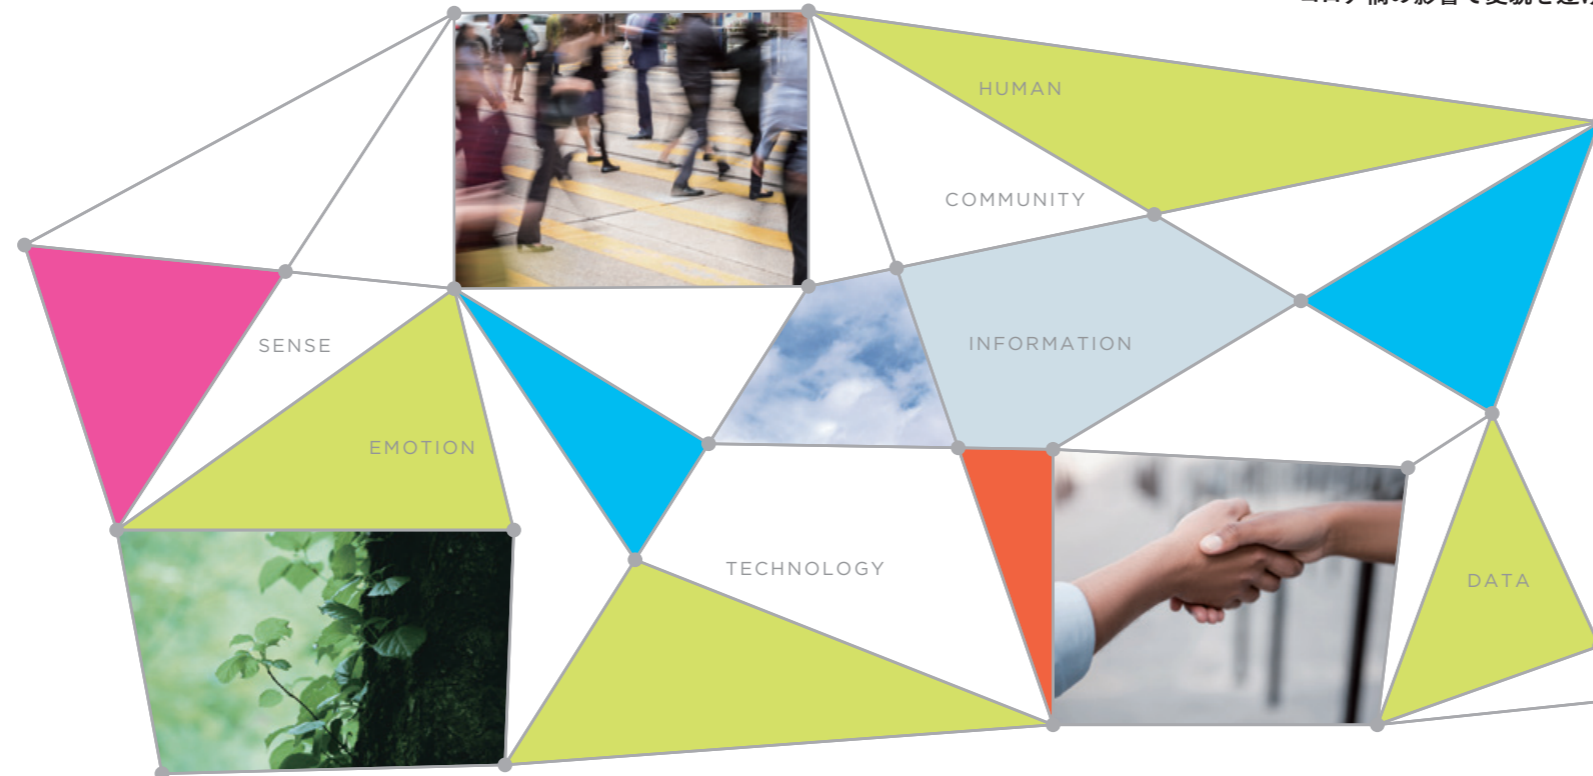 HUMAN
COMMUNITY
SENSE
INFORMATION
EMOTION
TECHNOLOGY
DATA